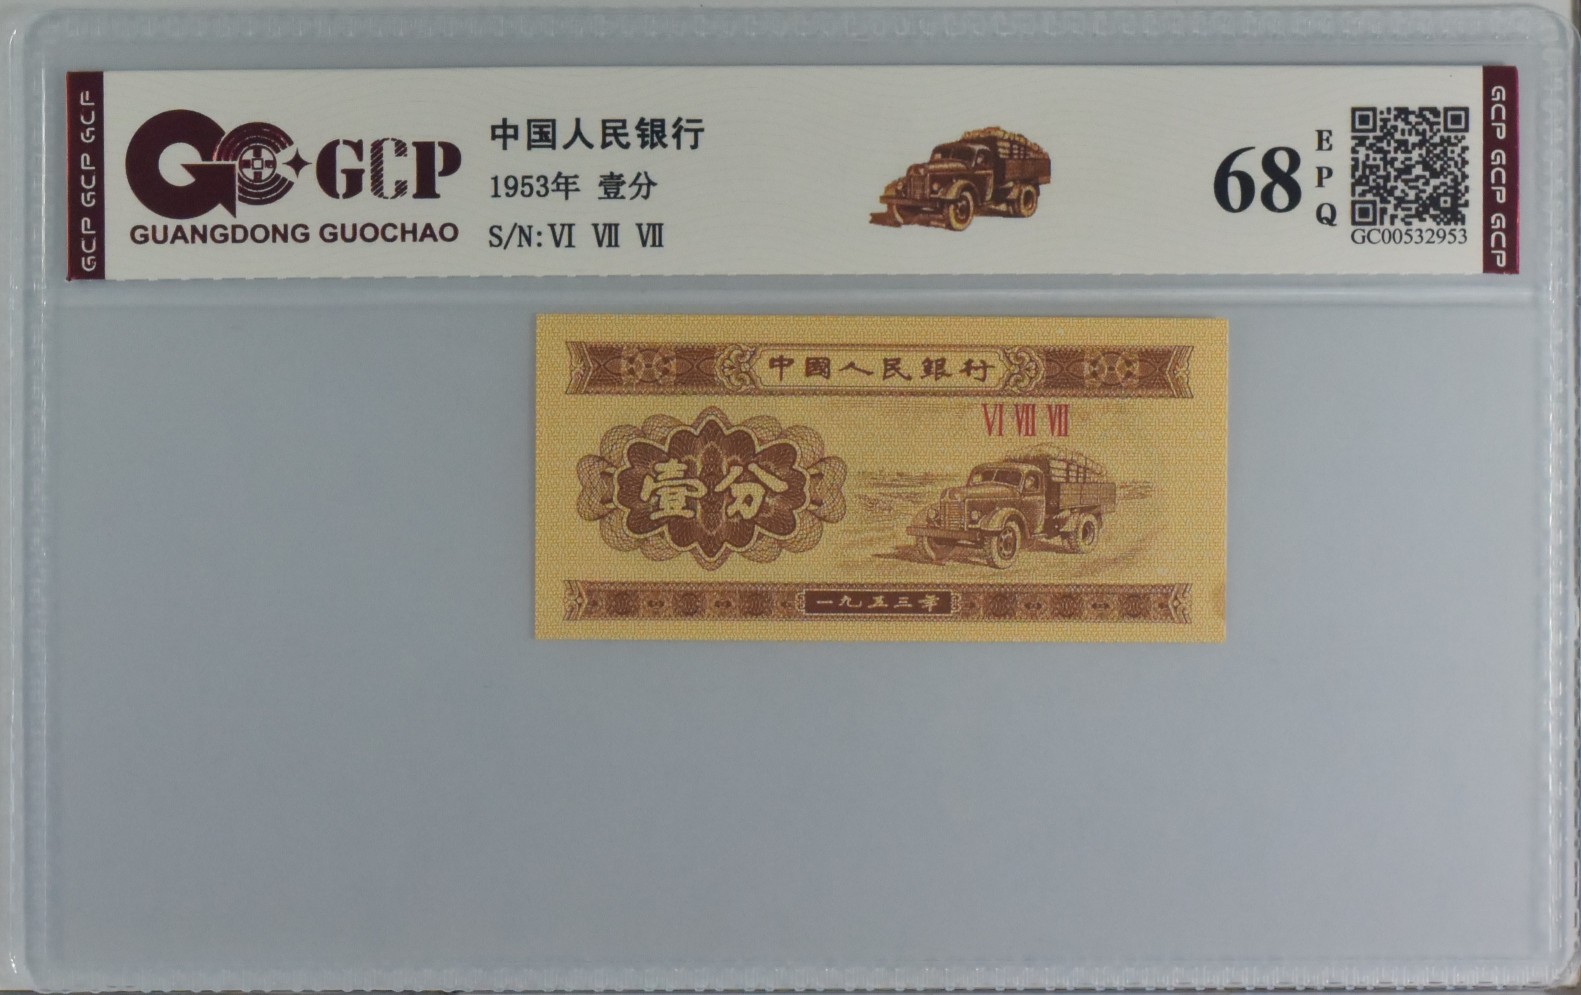 GCP GCP GCP
GCP
GUANGDONG GUOCHAO
中国人民银行
1953年 壹分
S/N:Ⅵ Ⅶ Ⅶ
68
EPQ
GC00532953
GCP GCP GCP
中國人民銀行
Ⅵ Ⅶ Ⅶ
壹分
一九五三年